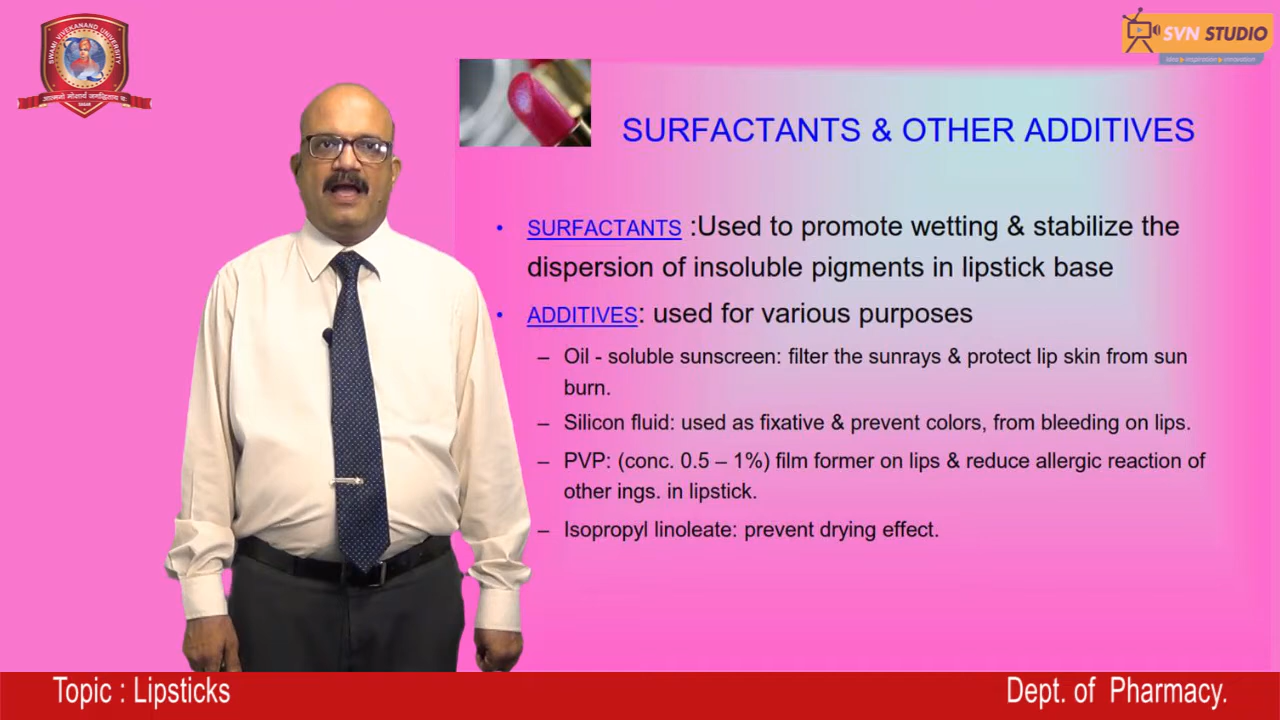 SWAMI VIVEKANAND UNIVERSITY
SVN STUDIO
SURFACTANTS & OTHER ADDITIVES
• SURFACTANTS :Used to promote wetting & stabilize the
dispersion of insoluble pigments in lipstick base
• ADDITIVES: used for various purposes
– Oil - soluble sunscreen: filter the sunrays & protect lip skin from sun
burn.
– Silicon fluid: used as fixative & prevent colors, from bleeding on lips.
– PVP: (conc. 0.5 – 1%) film former on lips & reduce allergic reaction of
other ings. in lipstick.
– Isopropyl linoleate: prevent drying effect.
Topic : Lipsticks
Dept. of Pharmacy.